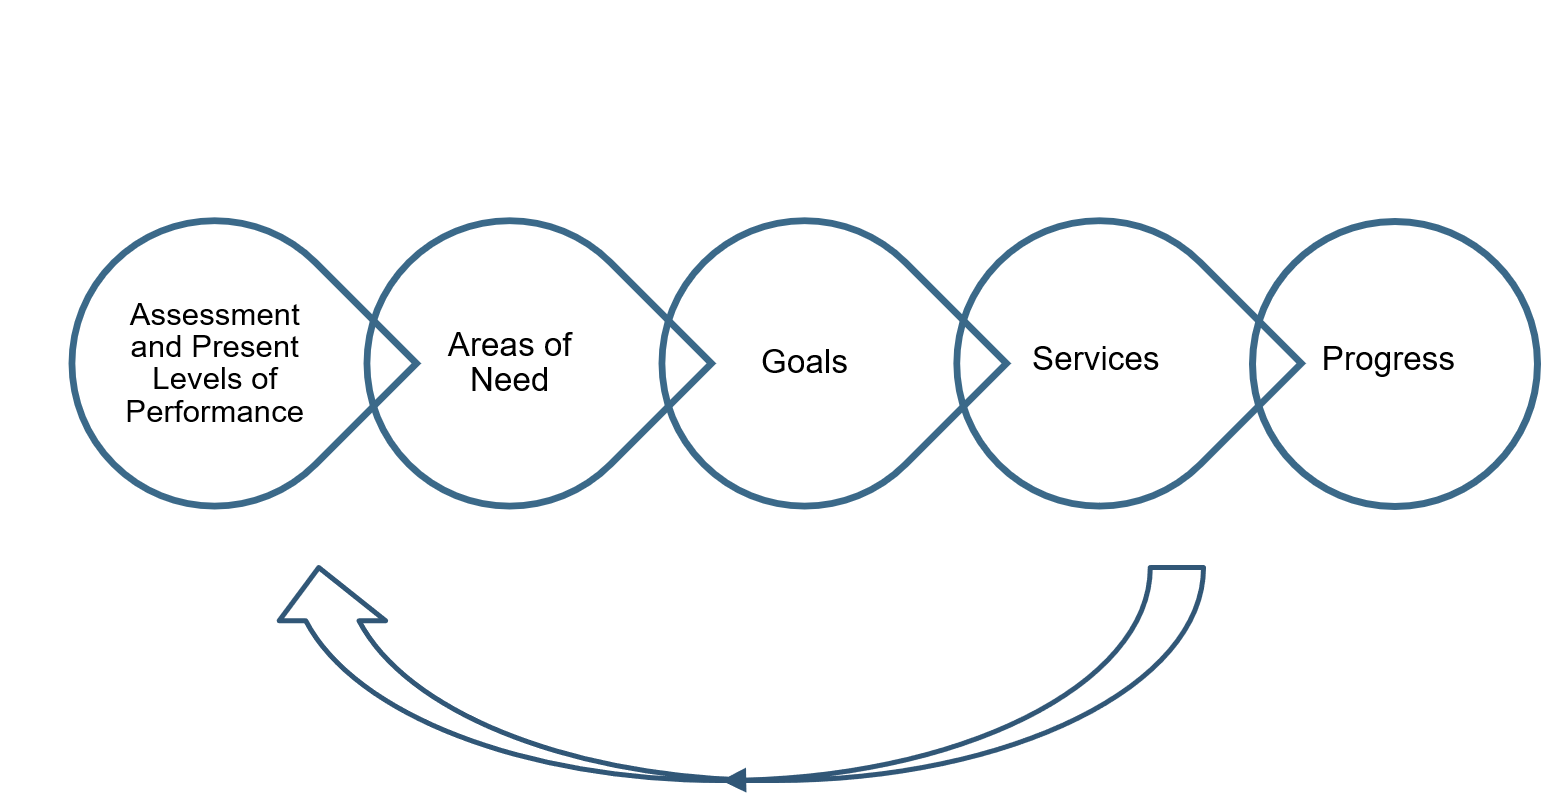 Assessment
and Present
Levels of
Performance
Areas of
Need
Goals
Services
Progress